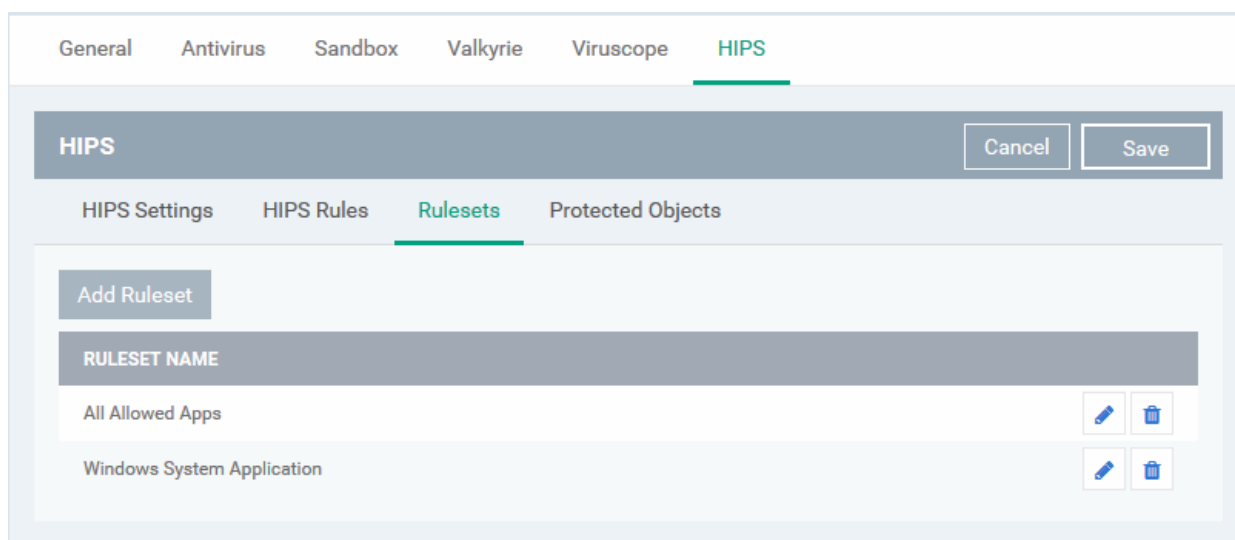 General Antivirus Sandbox Valkyrie Viruscope HIPS
HIPS Cancel Save
HIPS Settings HIPS Rules Rulesets Protected Objects
Add Ruleset
RULESET NAME
All Allowed Apps
Windows System Application